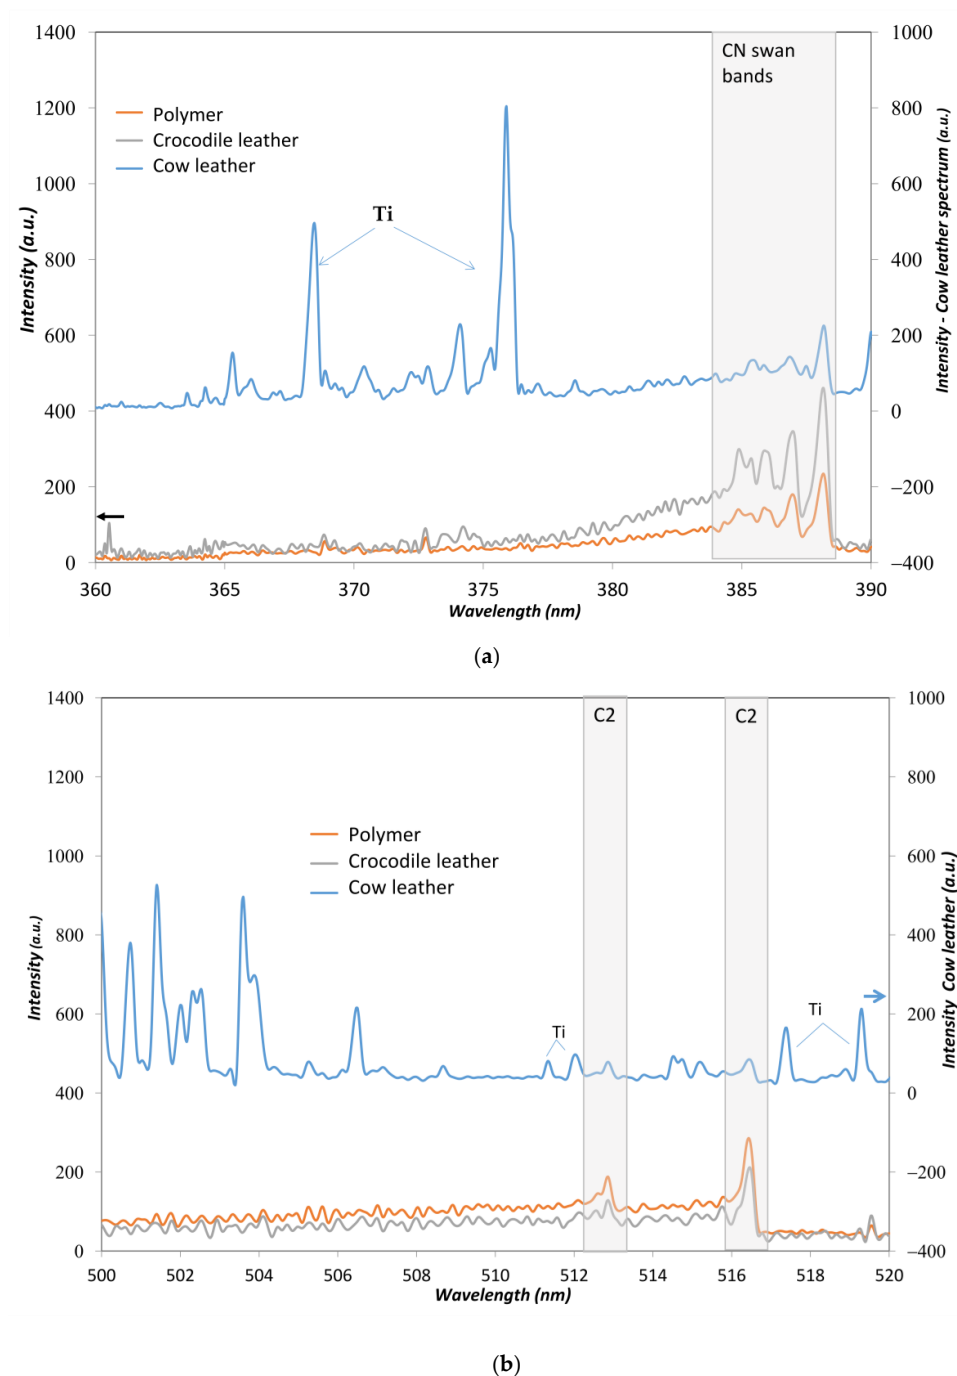 (a)
1400
1200
1000
800
600
400
200
0
Intensity (a.u.)
1000
800
600
400
200
0
−200
−400
Intensity - Cow leather spectrum (a.u.)
CN swan
bands
Polymer
Crocodile leather
Cow leather
Ti
360 365 370 375 380 385 390
Wavelength (nm)
(a)
1400
1200
1000
800
600
400
200
0
Intensity (a.u.)
1000
800
600
400
200
0
−200
−400
Intensity Cow leather (a.u.)
C2 C2
Polymer
Crocodile leather
Cow leather
Ti Ti
500 502 504 506 508 510 512 514 516 518 520
Wavelength (nm)
(b)